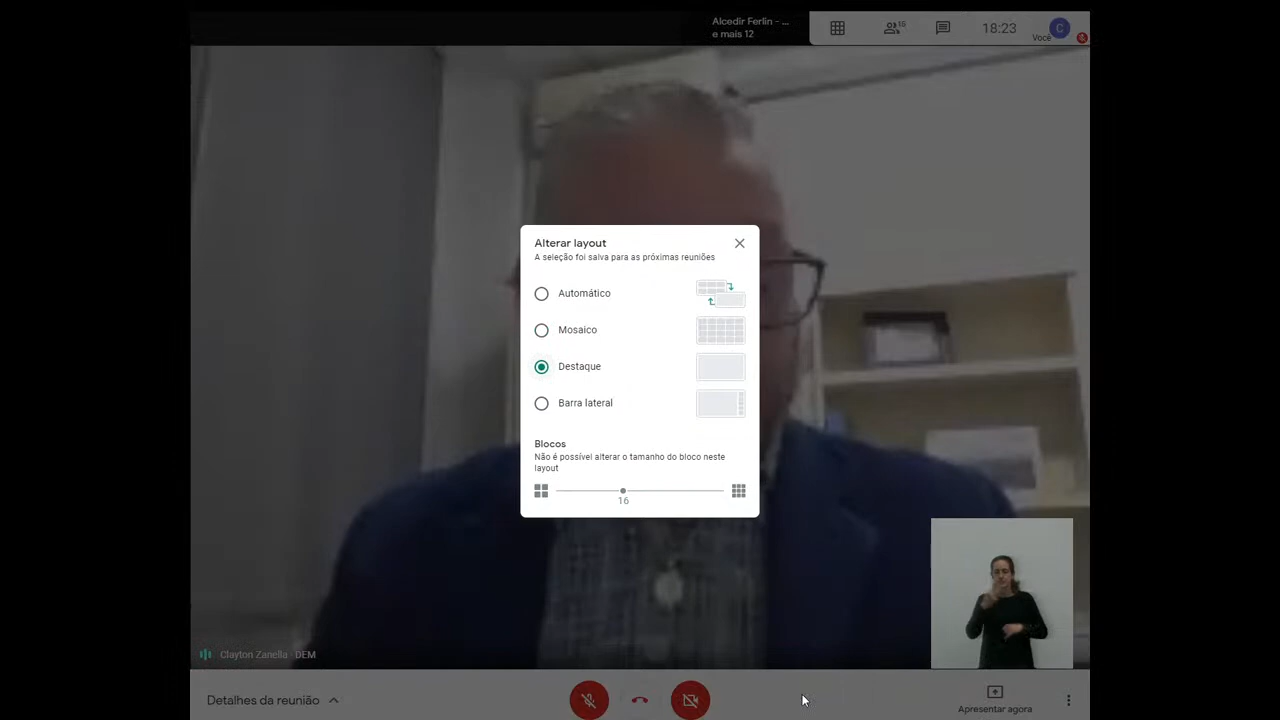 Alcedir Ferlin - ...
e mais 12
18:23
Você
C
Alterar layout
A seleção foi salva para as próximas reuniões
Automático
Mosaico
Destaque
Barra lateral
Blocos
Não é possível alterar o tamanho do bloco neste
layout
16
Clayton Zanella - DEM
Detalhes da reunião
Apresentar agora